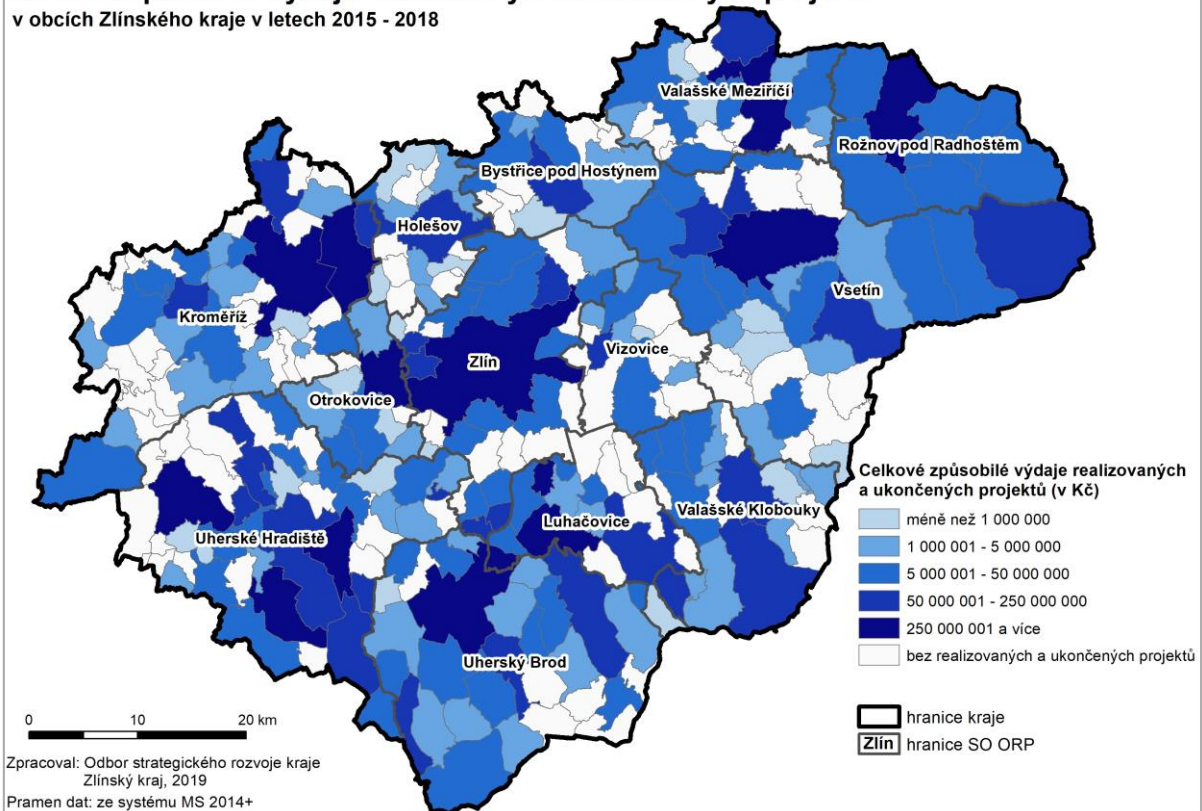 v obcích Zlínského kraje v letech 2015 - 2018
Valašské Meziříčí
Rožnov pod Radhoštěm
Bystřice pod Hostýnem
Holešov
Vsetín
Kroměříž
Zlín
Vizovice
Otrokovice
Luhačovice
Valašské Klobouky
Uherské Hradiště
Uherský Brod
Celkové způsobilé výdaje realizovaných
a ukončených projektů (v Kč)
méně než 1 000 000
1 000 001 - 5 000 000
5 000 001 - 50 000 000
50 000 001 - 250 000 000
250 000 001 a více
bez realizovaných a ukončených projektů
hranice kraje
Zlín hranice SO ORP
0 10 20 km
Zpracoval: Odbor strategického rozvoje kraje
Zlínský kraj, 2019
Pramen dat: ze systému MS 2014+